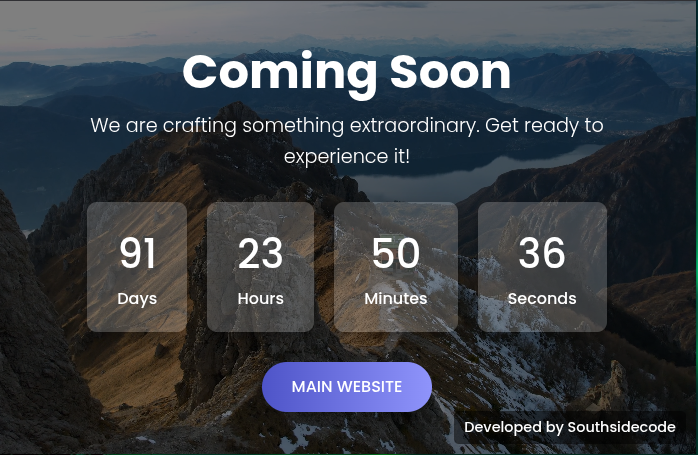 Coming Soon
We are crafting something extraordinary. Get ready to
experience it!
91 23 50 36
Days Hours Minutes Seconds
MAIN WEBSITE
Developed by Southsidecode